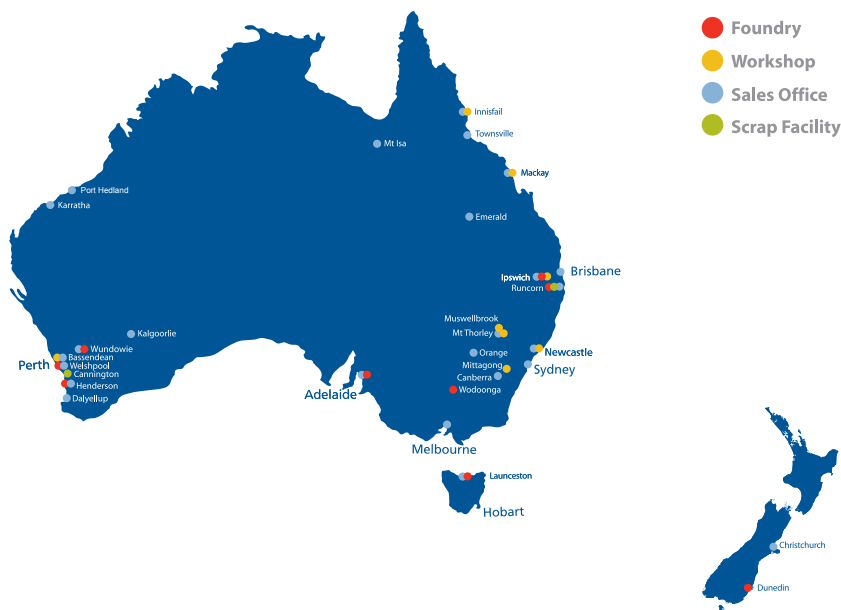 Foundry
Workshop
Sales Office
Scrap Facility
Innisfail
Townsville
Mt Isa
Mackay
Port Hedland
Karratha
Emerald
Brisbane
Ipswich
Runcorn
Muswellbrook
Mt Thorley
Kalgoorlie
Wundowie
Bassendean
Perth
Welshpool
Cannington
Henderson
Dalyellup
Orange
Newcastle
Mittagong
Sydney
Canberra
Wodoonga
Adelaide
Melbourne
Launceston
Hobart
Christchurch
Dunedin